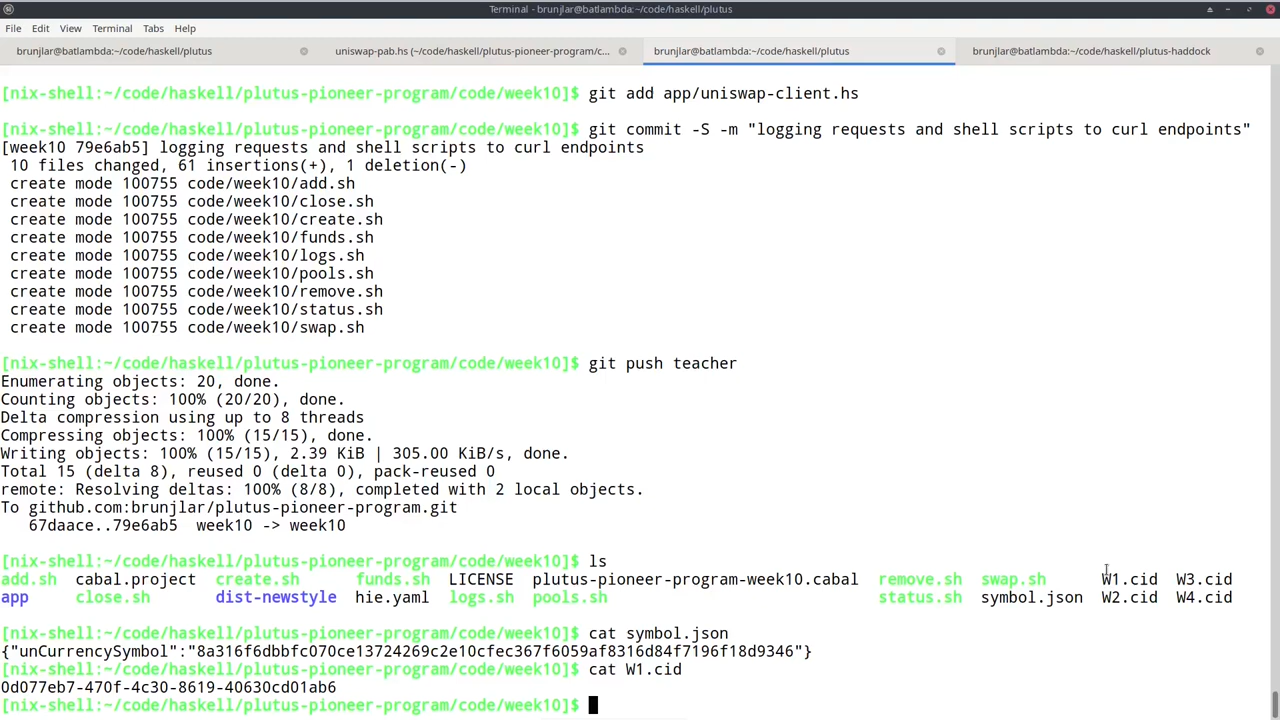 Terminal - brunjlar@batlambda:~/code/haskell/plutus
File Edit View Terminal Tabs Help
brunjlar@batlambda:~/code/haskell/plutus uniswap-pab.hs (~/code/haskell/plutus-pioneer-program/c... brunjlar@batlambda:~/code/haskell/plutus brunjlar@batlambda:~/code/haskell/plutus-haddock
[nix-shell:~/code/haskell/plutus-pioneer-program/code/week10]$ git add app/uniswap-client.hs
[nix-shell:~/code/haskell/plutus-pioneer-program/code/week10]$ git commit -S -m "logging requests and shell scripts to curl endpoints"
[week10 79e6ab5] logging requests and shell scripts to curl endpoints
10 files changed, 61 insertions(+), 1 deletion(-)
create mode 100755 code/week10/add.sh
create mode 100755 code/week10/close.sh
create mode 100755 code/week10/create.sh
create mode 100755 code/week10/funds.sh
create mode 100755 code/week10/logs.sh
create mode 100755 code/week10/pools.sh
create mode 100755 code/week10/remove.sh
create mode 100755 code/week10/status.sh
create mode 100755 code/week10/swap.sh
[nix-shell:~/code/haskell/plutus-pioneer-program/code/week10]$ git push teacher
Enumerating objects: 20, done.
Counting objects: 100% (20/20), done.
Delta compression using up to 8 threads
Compressing objects: 100% (15/15), done.
Writing objects: 100% (15/15), 2.39 KiB | 305.00 KiB/s, done.
Total 15 (delta 8), reused 0 (delta 0), pack-reused 0
remote: Resolving deltas: 100% (8/8), completed with 2 local objects.
To github.com:brunjlar/plutus-pioneer-program.git
67daace..79e6ab5 week10 -> week10
[nix-shell:~/code/haskell/plutus-pioneer-program/code/week10]$ ls
add.sh cabal.project create.sh funds.sh LICENSE plutus-pioneer-program-week10.cabal remove.sh swap.sh W1.cid W3.cid
app close.sh dist-newstyle hie.yaml logs.sh pools.sh status.sh symbol.json W2.cid W4.cid
[nix-shell:~/code/haskell/plutus-pioneer-program/code/week10]$ cat symbol.json
{"unCurrencySymbol":"8a316f6dbbfc070ce13724269c2e10cfec367f6059af8316d84f7196f18d9346"}
[nix-shell:~/code/haskell/plutus-pioneer-program/code/week10]$ cat W1.cid
0d077eb7-470f-4c30-8619-40630cd01ab6
[nix-shell:~/code/haskell/plutus-pioneer-program/code/week10]$